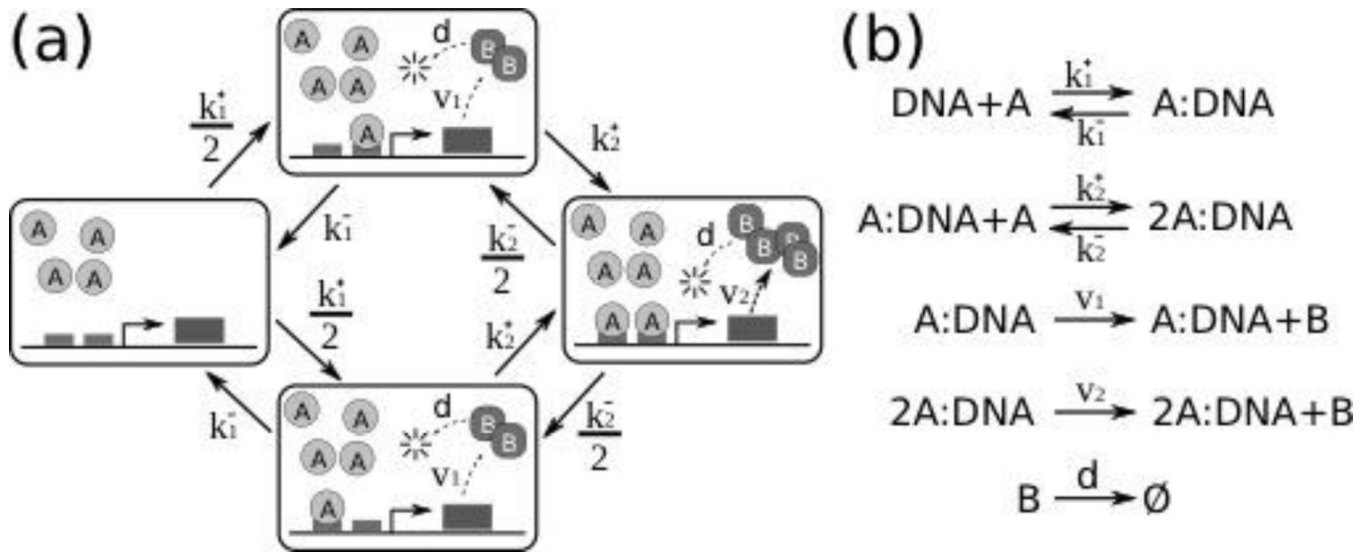 (a)
A A A A A
d
B B
v₁
k₁⁺/2
k₂⁺
k₁⁻
k₂⁻/2
A A A A
k₁⁺/2
k₂⁺
k₁⁻
k₂⁻/2
A A A A A A
d
B B B B
v₂
A A A A A
d
B B
v₁
(b)
DNA+A k₁⁺ k₁⁻ A:DNA
A:DNA+A k₂⁺ k₂⁻ 2A:DNA
A:DNA v₁ A:DNA+B
2A:DNA v₂ 2A:DNA+B
B d Ø